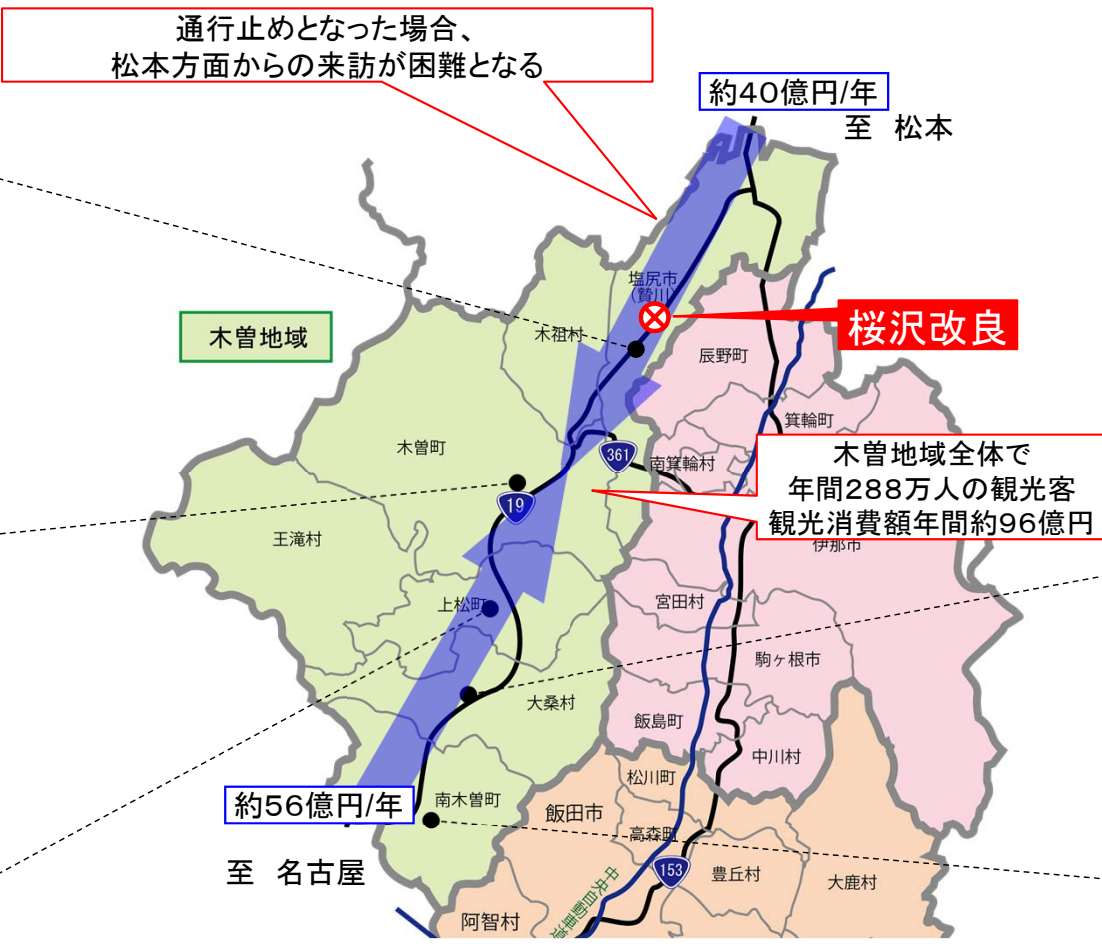 通行止めとなった場合、
松本方面からの来訪が困難となる
約40億円/年
至 松本
塩尻市
(贄川)
桜沢改良
木曽地域
木祖村
辰野町
箕輪町
木曽町
361
南箕輪村
木曽地域全体で
年間288万人の観光客
観光消費額年間約96億円
19
王滝村
伊那市
上松町
宮田村
駒ヶ根市
大桑村
飯島町
中川村
松川町
約56億円/年
南木曽町
飯田市
高森町
至 名古屋
153
豊丘村
大鹿村
中央自動車道
阿智村